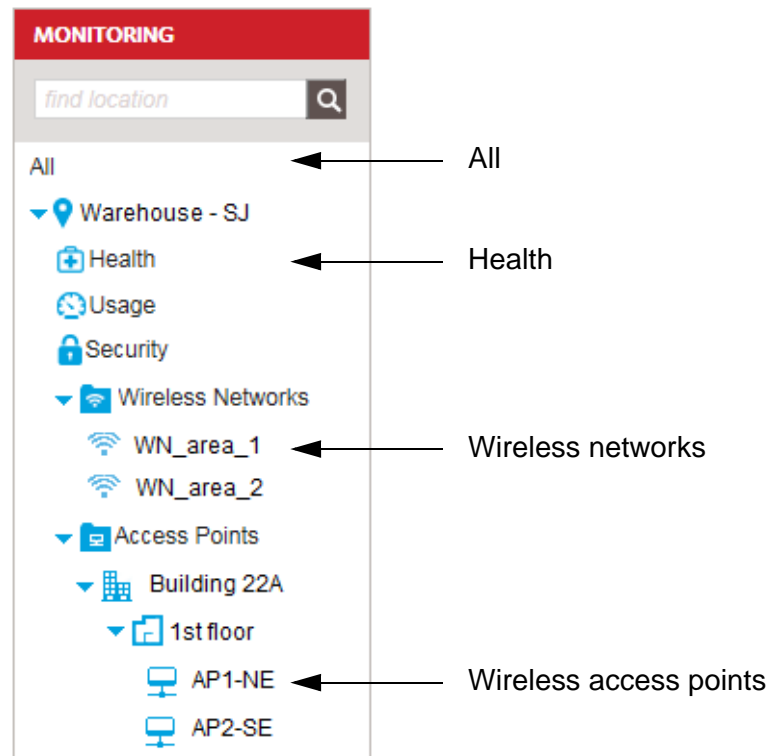 MONITORING
find location
All
All
Warehouse - SJ
Health
Health
Usage
Security
Wireless Networks
WN_area_1
Wireless networks
WN_area_2
Access Points
Building 22A
1st floor
AP1-NE
Wireless access points
AP2-SE